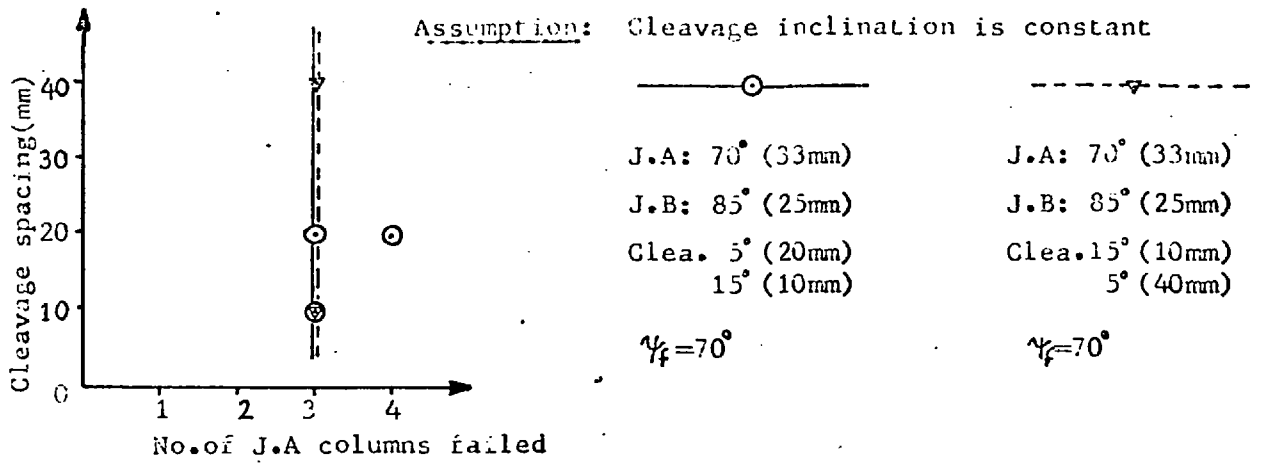 Assumption: Cleavage inclination is constant
Cleavage spacing(mm)
40
30
20
10
0
1 2 3 4
No.of J.A columns failed
J.A: 70° (33mm)
J.B: 85° (25mm)
Clea. 5° (20mm)
15° (10mm)
ψf=70°
J.A: 70° (33mm)
J.B: 85° (25mm)
Clea.15° (10mm)
5° (40mm)
ψf=70°